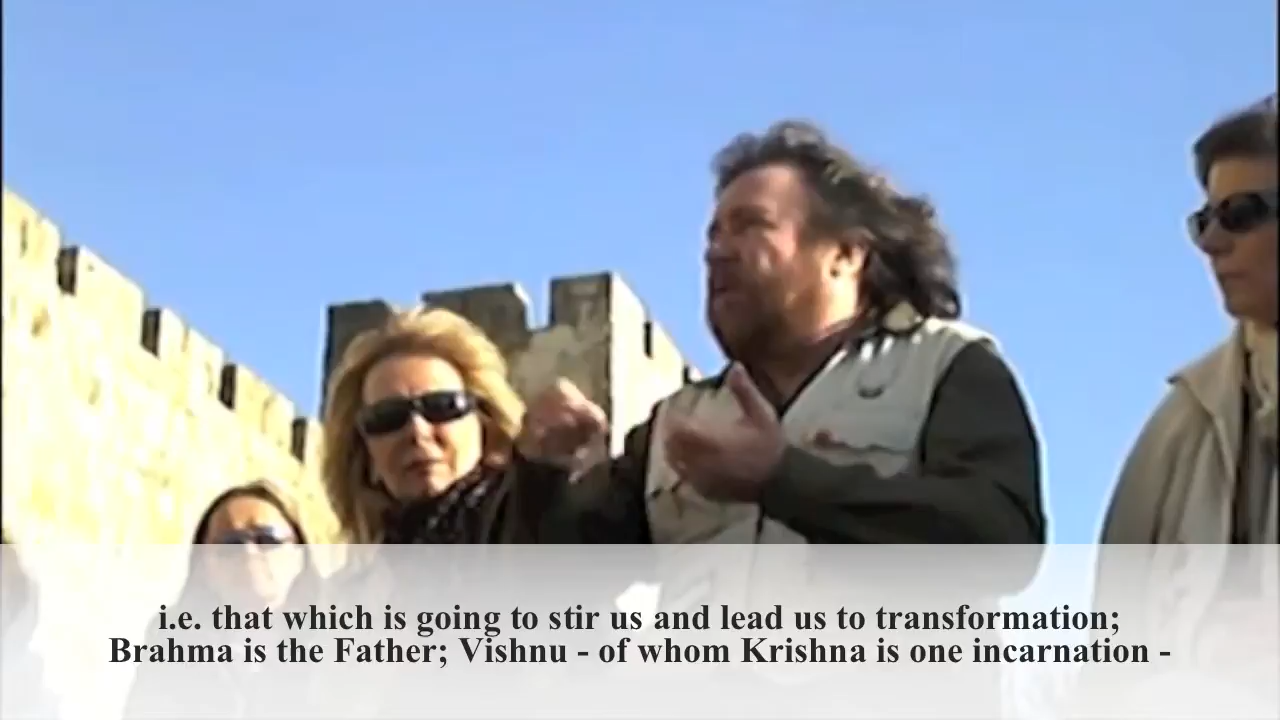 i.e. that which is going to stir us and lead us to transformation;
Brahma is the Father; Vishnu - of whom Krishna is one incarnation -